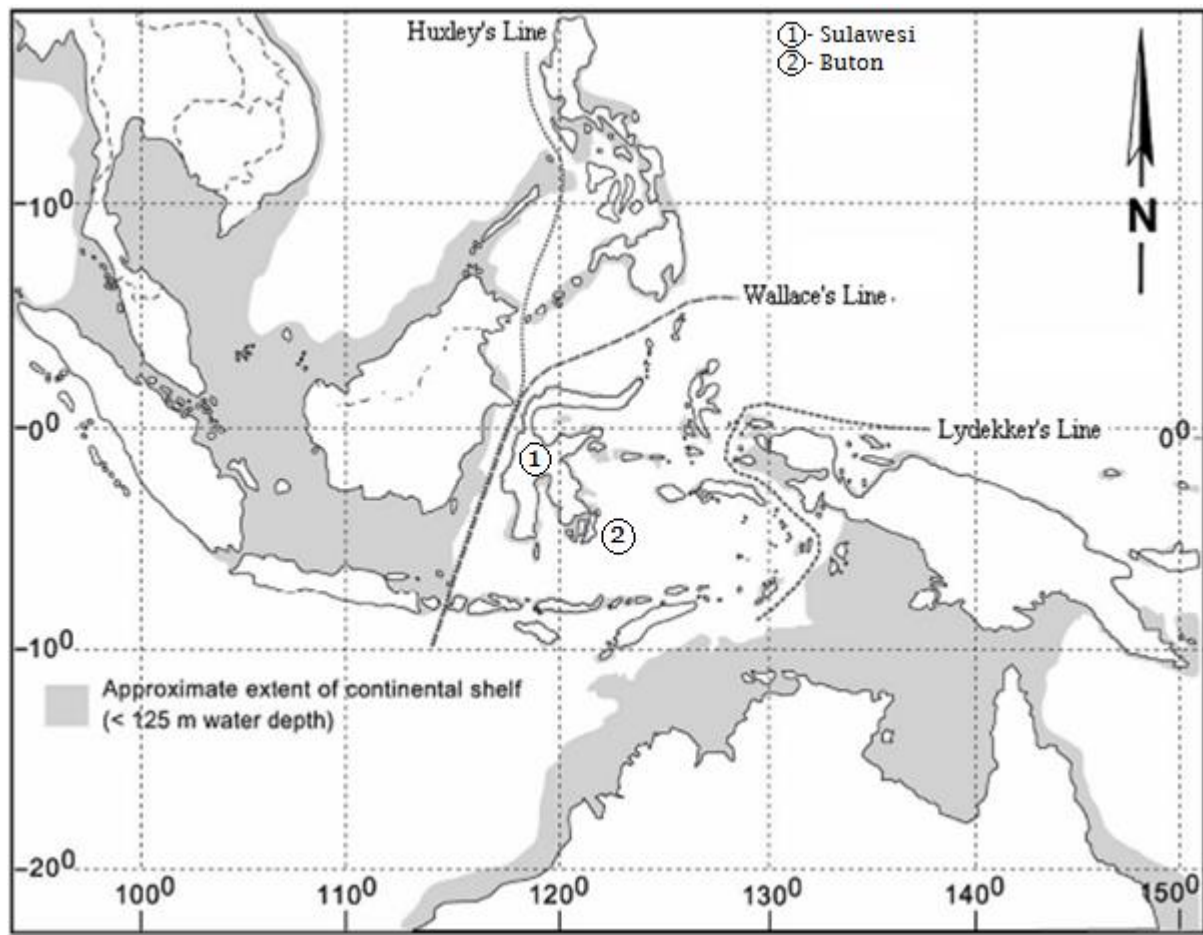 Huxley's Line
①- Sulawesi
②- Buton
N
10⁰
Wallace's Line
0⁰
Lydekker's Line
0⁰
①
②
10⁰
Approximate extent of continental shelf
(< 125 m water depth)
20⁰
100⁰ 110⁰ 120⁰ 130⁰ 140⁰ 150⁰